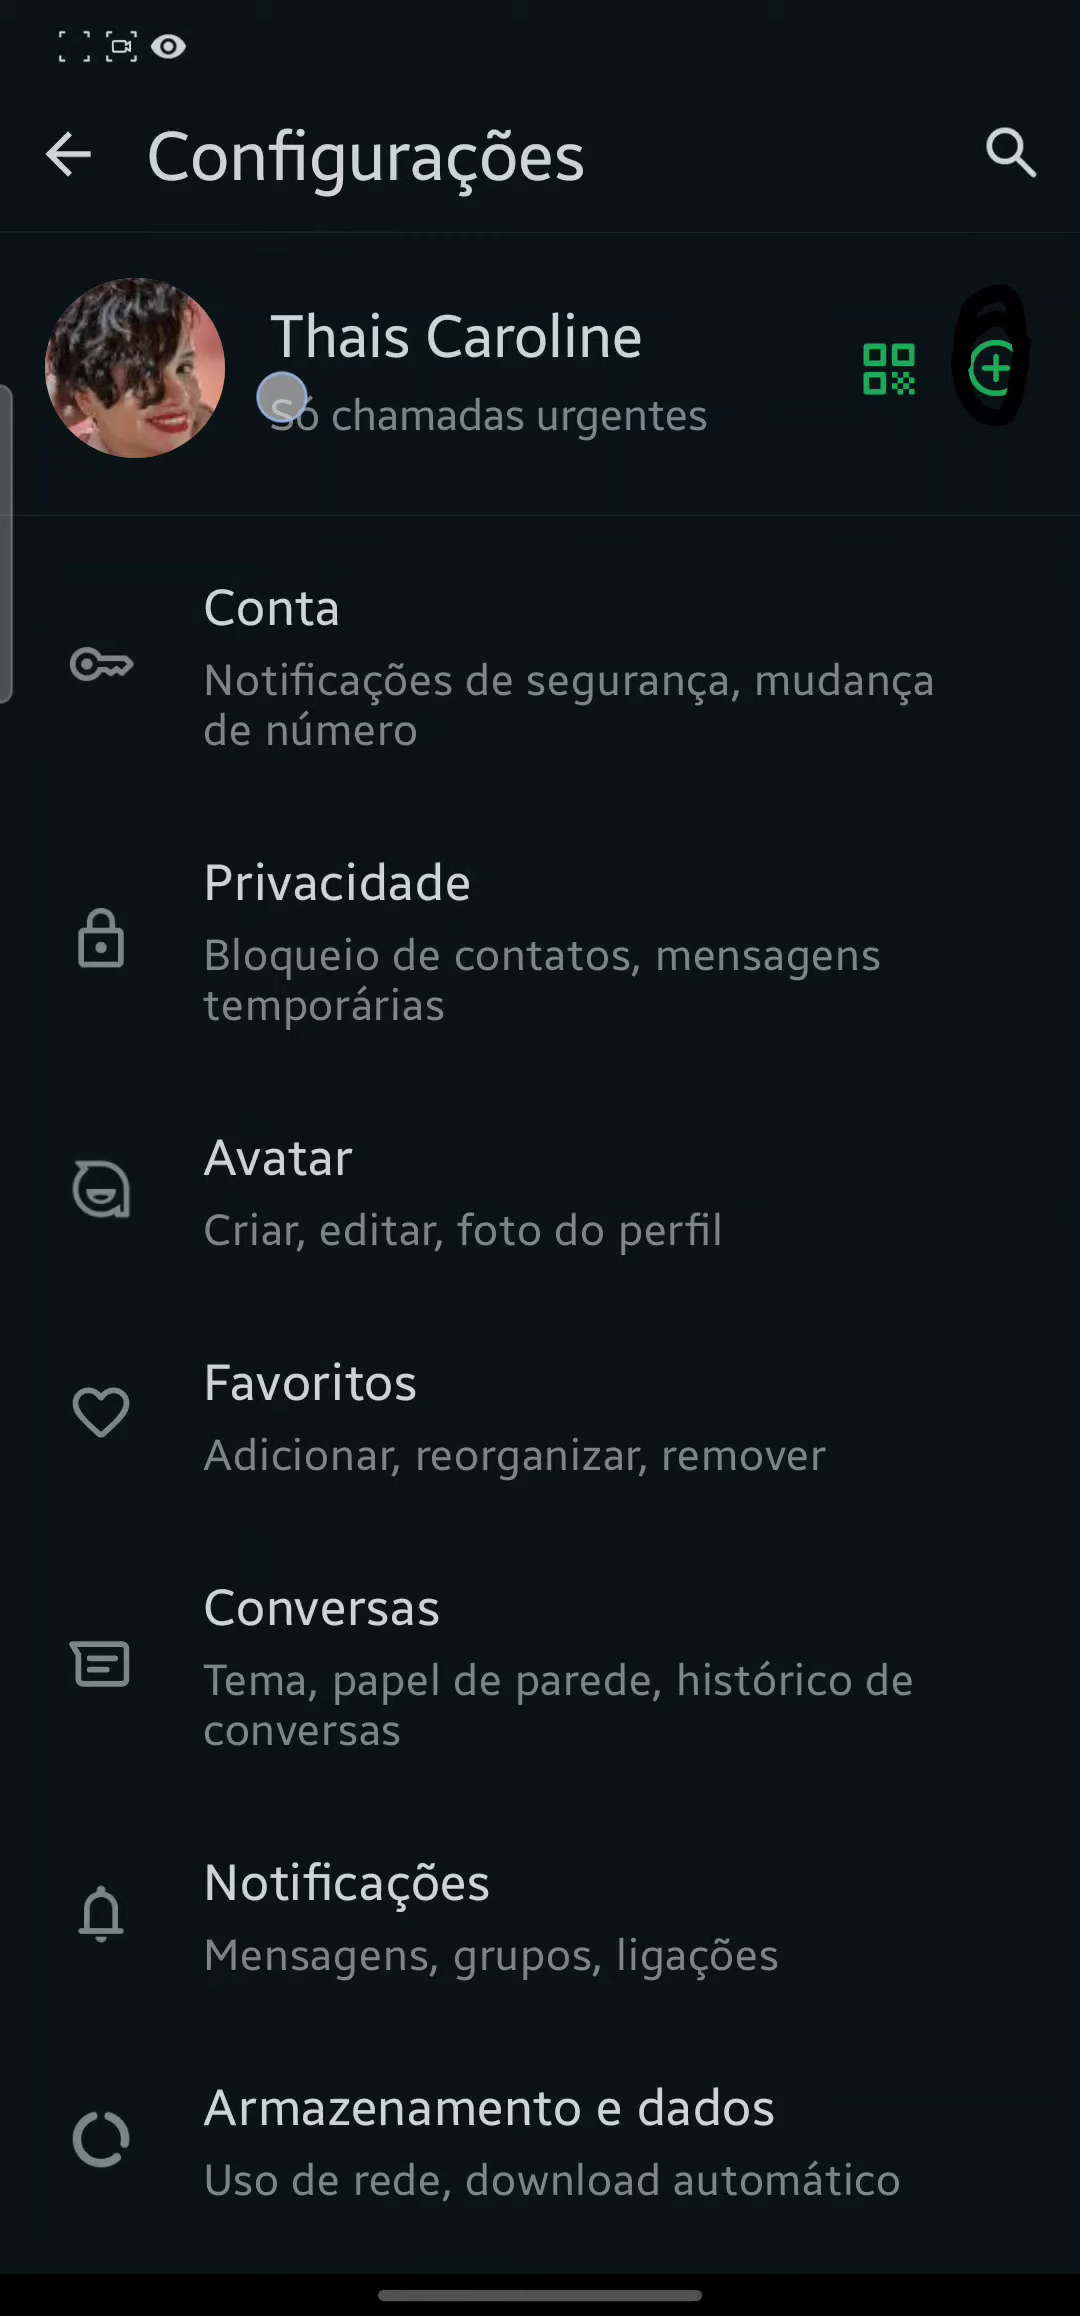 Configurações
Thais Caroline
Só chamadas urgentes
Conta
Notificações de segurança, mudança
de número
Privacidade
Bloqueio de contatos, mensagens
temporárias
Avatar
Criar, editar, foto do perfil
Favoritos
Adicionar, reorganizar, remover
Conversas
Tema, papel de parede, histórico de
conversas
Notificações
Mensagens, grupos, ligações
Armazenamento e dados
Uso de rede, download automático